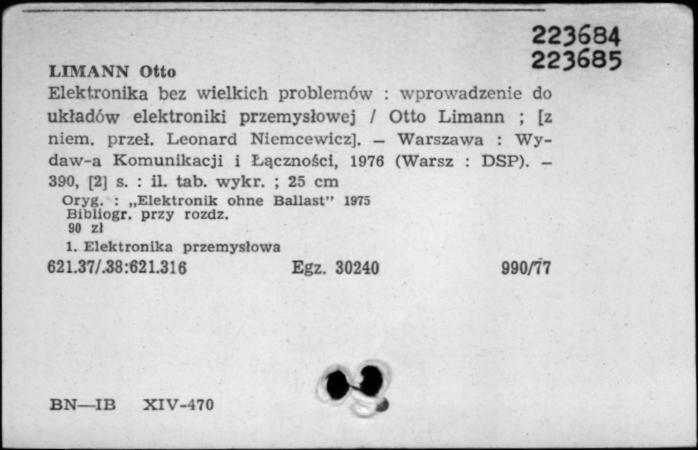 223684
223685
LIMANN Otto
Elektronika bez wielkich problemów : wprowadzenie do
układów elektroniki przemysłowej / Otto Limann ; [z
niem. przeł. Leonard Niemcewicz]. — Warszawa : Wy-
daw-a Komunikacji i Łączności, 1976 (Warsz : DSP). —
390, [2] s. : il. tab. wykr. ; 25 cm
Oryg. : „Elektronik ohne Ballast” 1975
Bibliogr. przy rozdz.
90 zł
1. Elektronika przemysłowa
621.37/.38:621.316 Egz. 30240 990/77
BN—IB XIV-470